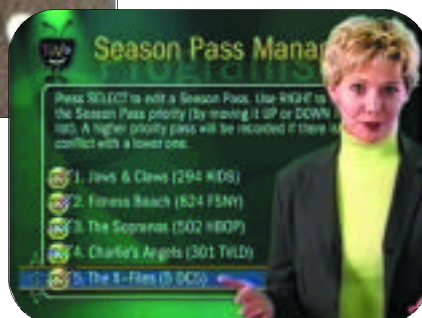 TiVo
Season Pass Mana
Press SELECT to edit a Season Pass. Use RIGHT to
the Season Pass priority (by moving it UP or DOWN
list). A higher priority pass will be recorded if there is
conflict with a lower one.
1. Jaws & Claws (294 KIDS)
2. Fitness Beach (624 FSNY)
3. The Sopranos (502 HBOP)
4. Charlie's Angels (301 TVLD)
5. The X-Files (5 DCS)